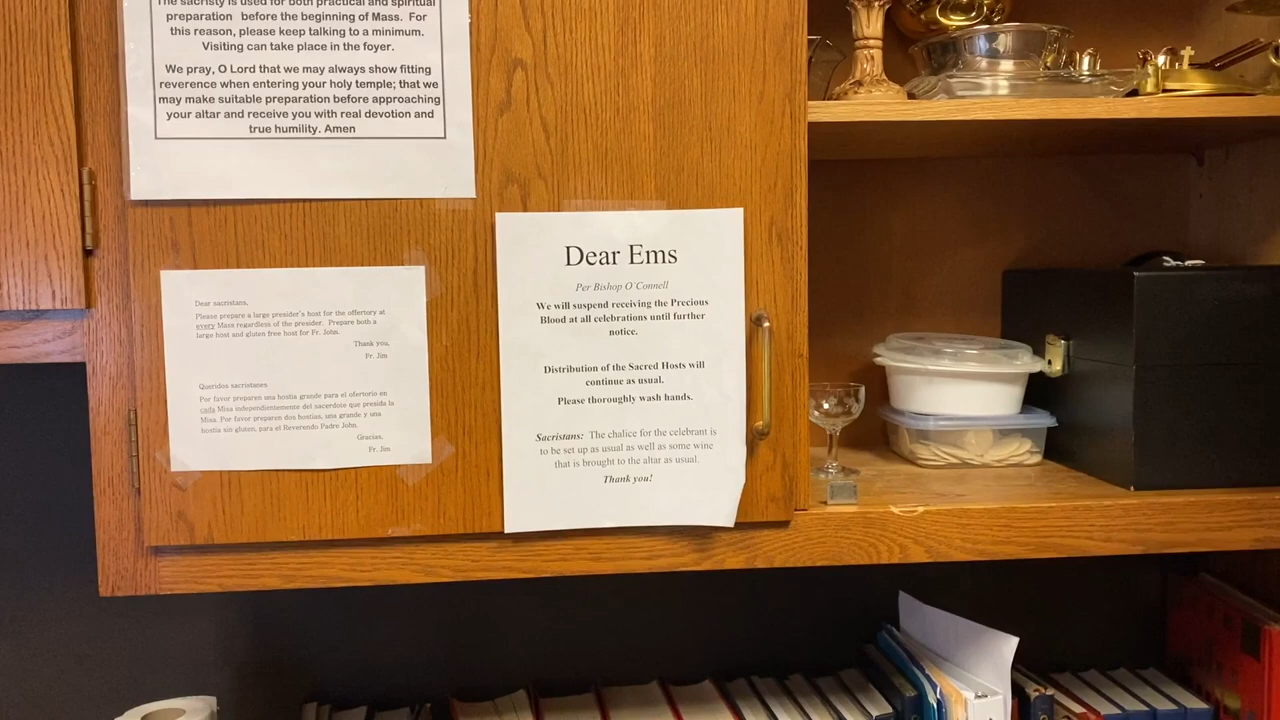 The sacristy is used for both practical and spiritual
preparation before the beginning of Mass. For
this reason, please keep talking to a minimum.
Visiting can take place in the foyer.
We pray, O Lord that we may always show fitting
reverence when entering your holy temple; that we
may make suitable preparation before approaching
your altar and receive you with real devotion and
true humility. Amen
Dear sacristans,
Please prepare a large presider's host for the offertory at
every Mass regardless of the presider. Prepare both a
large host and gluten free host for Fr. John.
Thank you,
Fr. Jim
Queridos sacristanes
Por favor preparen una hostia grande para el ofertorio en
cada Misa independientemente del sacerdote que presida la
Misa. Por favor preparen dos hostias, una grande y una
hostia sin gluten, para el Reverendo Padre John.
Gracias,
Fr. Jim
Dear Ems
Per Bishop O'Connell
We will suspend receiving the Precious
Blood at all celebrations until further
notice.
Distribution of the Sacred Hosts will
continue as usual.
Please thoroughly wash hands.
Sacristans: The chalice for the celebrant is
to be set up as usual as well as some wine
that is brought to the altar as usual.
Thank you!